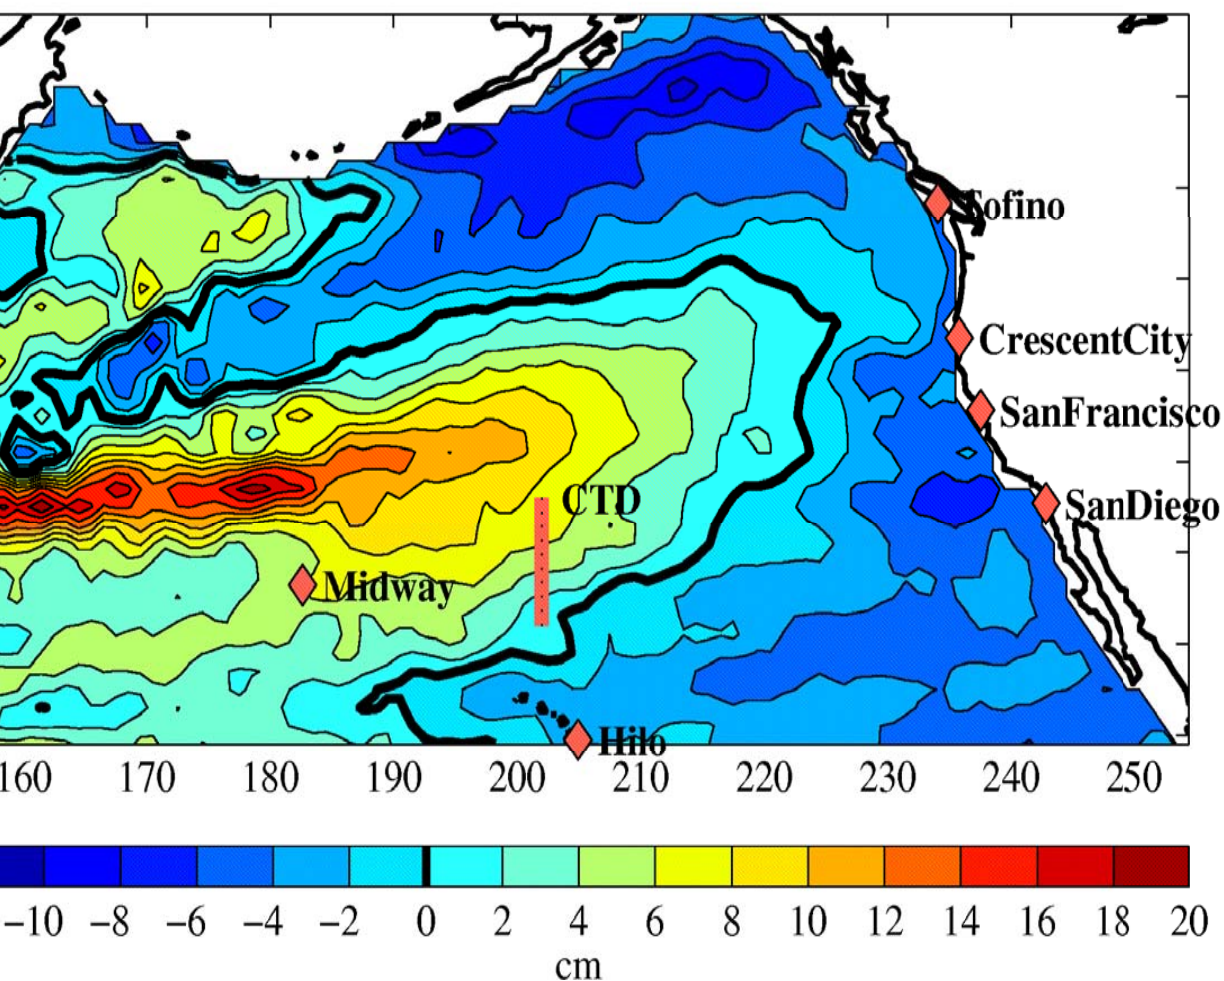 Tofino
CrescentCity
SanFrancisco
CTD
SanDiego
Midway
Hilo
160 170 180 190 200 210 220 230 240 250
−10 −8 −6 −4 −2 0 2 4 6 8 10 12 14 16 18 20
cm